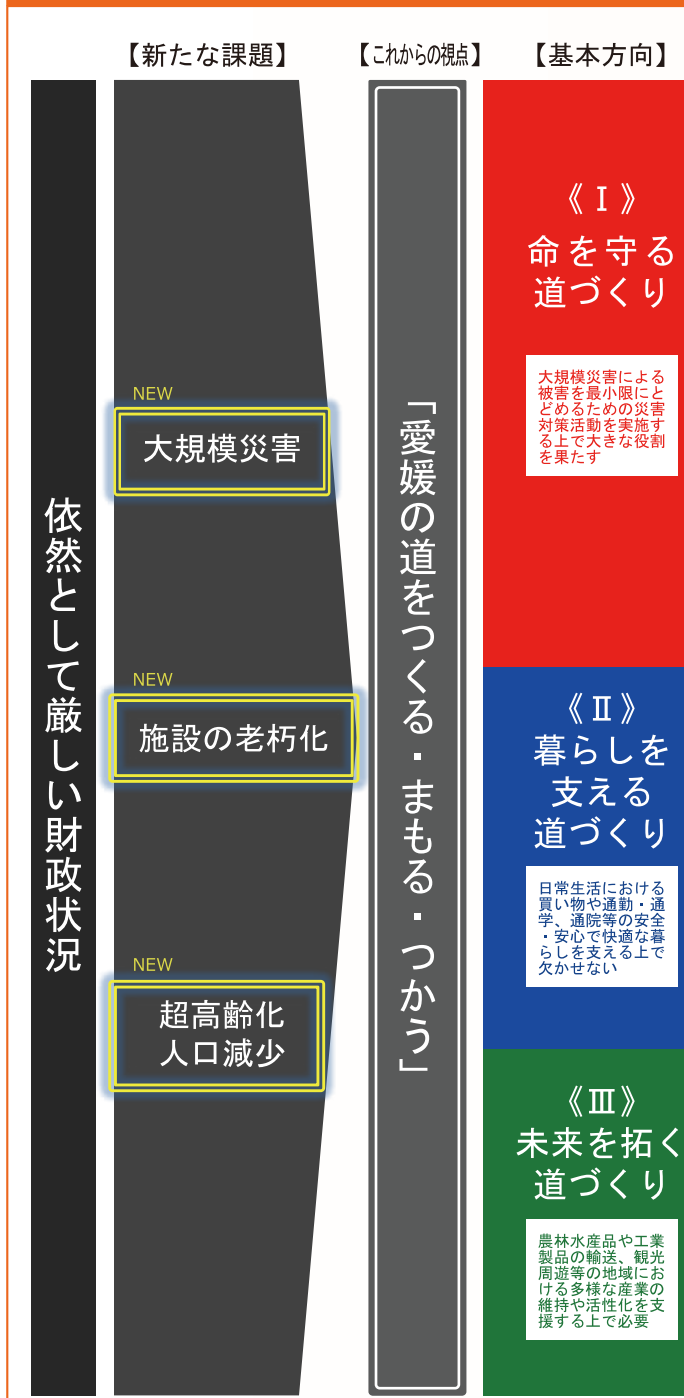 【新たな課題】
【これからの視点】
【基本方向】
依然として厳しい財政状況
NEW
大規模災害
NEW
施設の老朽化
NEW
超高齢化
人口減少
「愛媛の道をつくる・まもる・つかう」
《Ⅰ》
命を守る
道づくり
大規模災害による
被害を最小限にと
どめるための災害
対策活動を実施す
る上で大きな役割
を果たす
《Ⅱ》
暮らしを
支える
道づくり
日常生活における
買い物や通勤・通
学、通院等の安全
・安心で快適な暮
らしを支える上で
欠かせない
《Ⅲ》
未来を拓く
道づくり
農林水産品や工業
製品の輸送、観光
周遊等の地域にお
ける多様な産業の
維持や活性化を支
援する上で必要